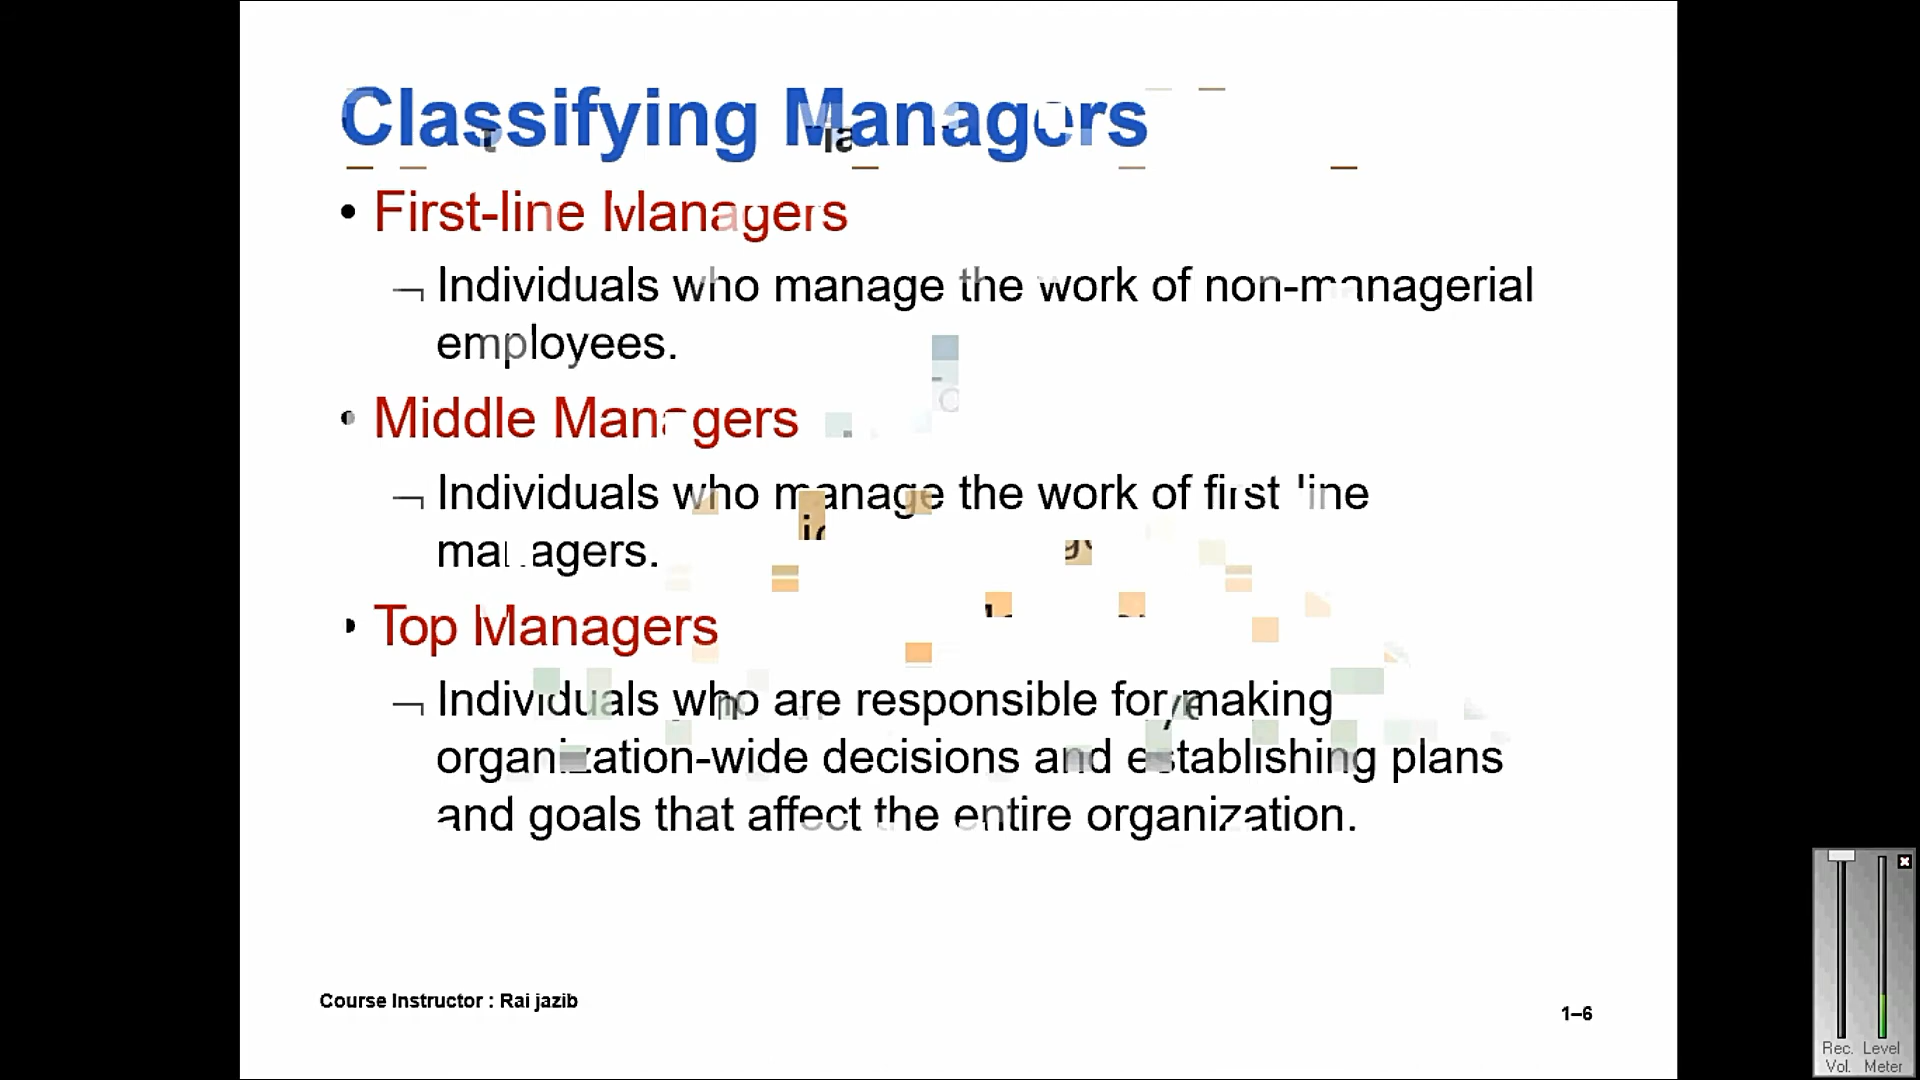 Classifying Managers
• First-line Managers
– Individuals who manage the work of non-managerial
employees.
• Middle Managers
– Individuals who manage the work of first line
managers.
• Top Managers
– Individuals who are responsible for making
organization-wide decisions and establishing plans
and goals that affect the entire organization.
Course Instructor : Rai jazib
1–6
Rec. Level
Vol. Meter